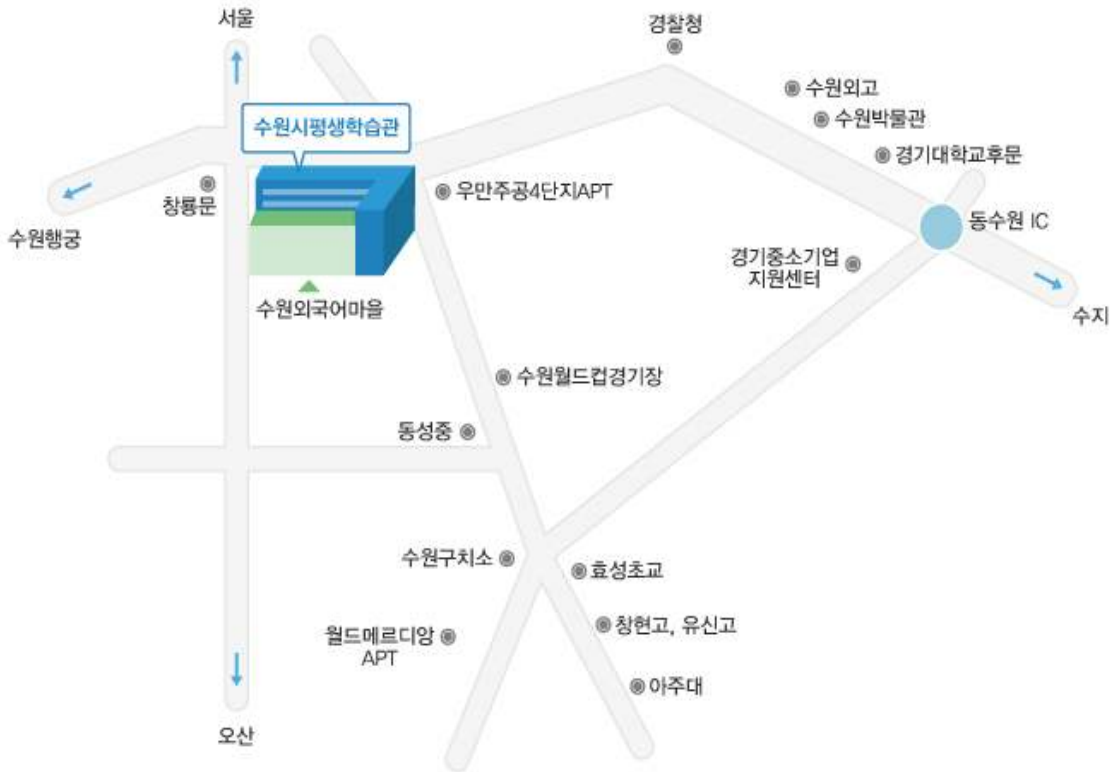 서울
경찰청
수원외고
수원시평생학습관
수원박물관
경기대학교후문
우만주공4단지APT
창룡문
수원행궁
동수원 IC
경기중소기업
지원센터
수원외국어마을
수지
수원월드컵경기장
동성중
수원구치소
효성초교
창현고, 유신고
월드메르디앙
APT
아주대
오산